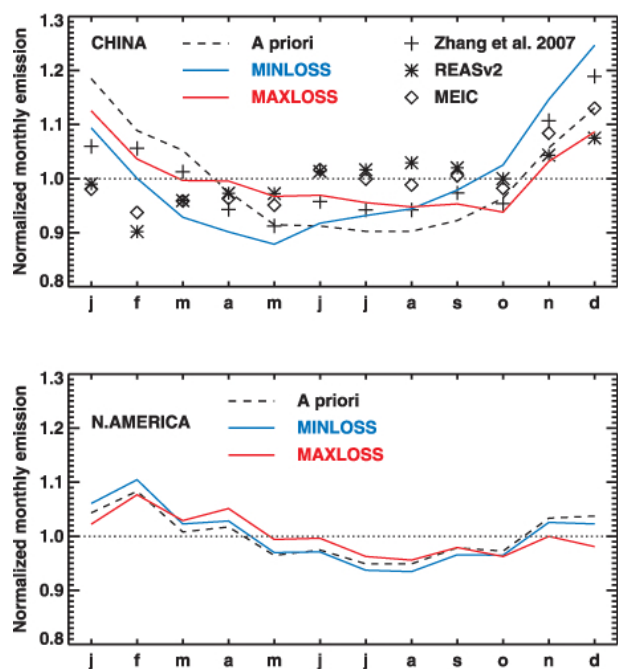 CHINA
A priori
MINLOSS
MAXLOSS
Zhang et al. 2007
REASv2
MEIC
Normalized monthly emission
1.3
1.2
1.1
1.0
0.9
0.8
j f m a m j j a s o n d
N.AMERICA
A priori
MINLOSS
MAXLOSS
Normalized monthly emission
1.3
1.2
1.1
1.0
0.9
0.8
j f m a m j j a s o n d